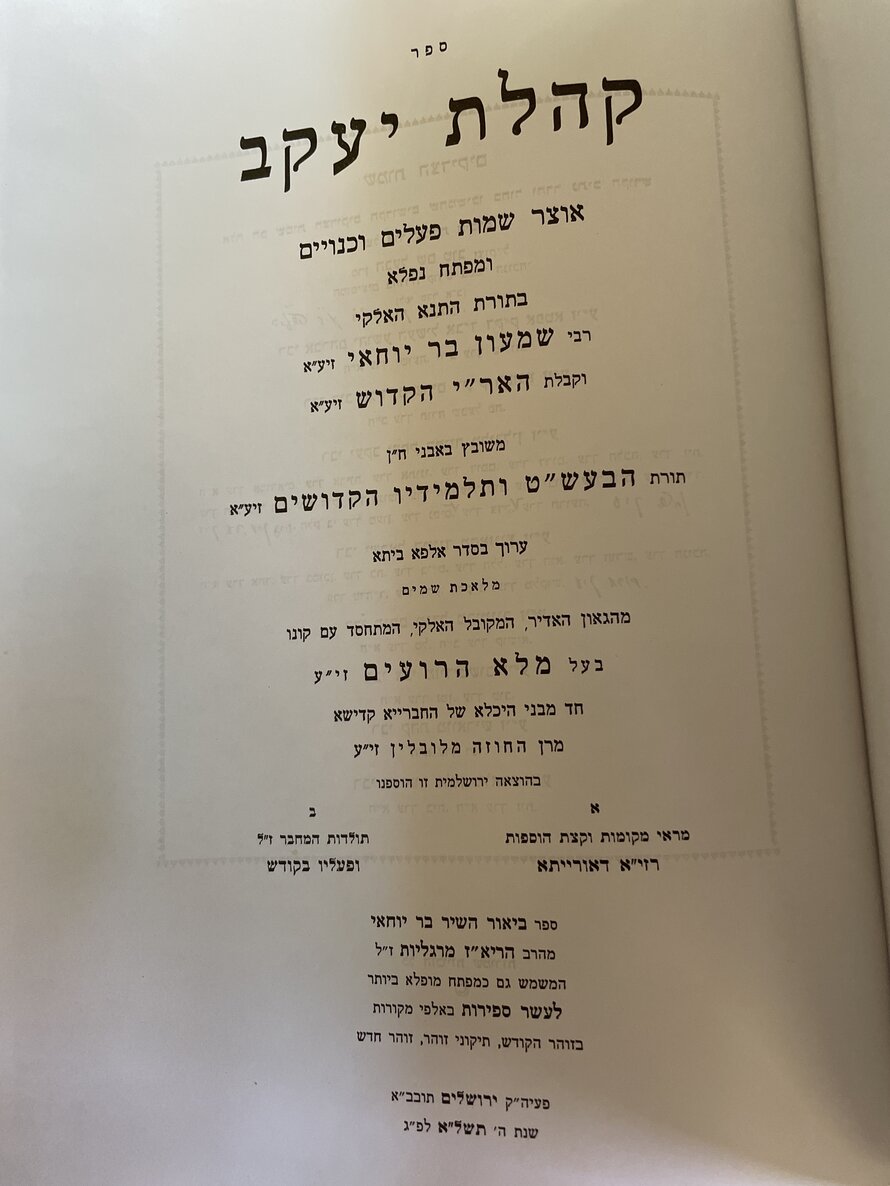 ספר
קהלת יעקב
אוצר שמות פעלים וכנויים
ומפתח נפלא
בתורת התנא האלקי
רבי שמעון בר יוחאי זיע״א
וקבלת האר״י הקדוש זיע״א
משובץ באבני ח״ן
תורת הבעש״ט ותלמידיו הקדושים זיע״א
ערוך בסדר אלפא ביתא
מלאכת שמים
מהגאון האדיר, המקובל האלקי, המתחסד עם קונו
בעל מלא הרועים זי״ע
חד מבני היכלא של החברייא קדישא
מרן החוזה מלובלין זי״ע
בהוצאה ירושלמית זו הוספנו
א
מראי מקומות וקצת הוספות
רזי״א דאורייתא
ב
תולדות המחבר ז״ל
ופעליו בקודש
ספר ביאור השיר בר יוחאי
מהרב הריא״ז מרגליות ז״ל
המשמש גם כמפתח מופלא ביותר
לעשר ספירות באלפי מקורות
בזוהר הקודש, תיקוני זוהר, זוהר חדש
פעיה״ק ירושלים תובב״א
שנת ה׳ תשל״א לפ״ג